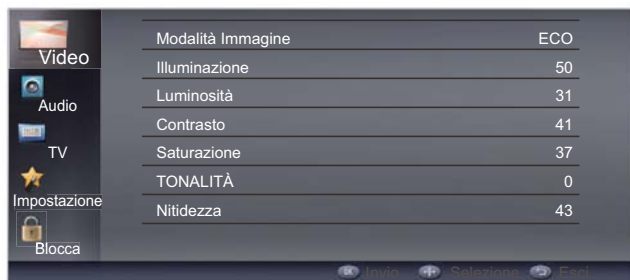 Video
Audio
TV
Impostazione
Blocca
Modalità Immagine ECO
Illuminazione 50
Luminosità 31
Contrasto 41
Saturazione 37
TONALITÀ 0
Nitidezza 43
OK Invio Selezione Esci